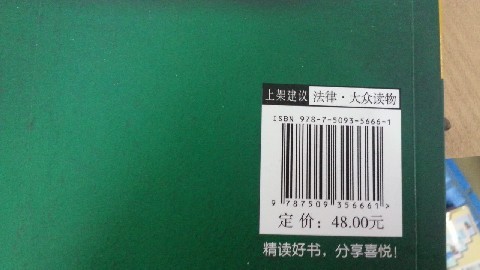 上架建议 法律·大众读物
ISBN 978-7-5093-5666-1
9 787509 356661 >
定价：48.00元
精读好书，分享喜悦！